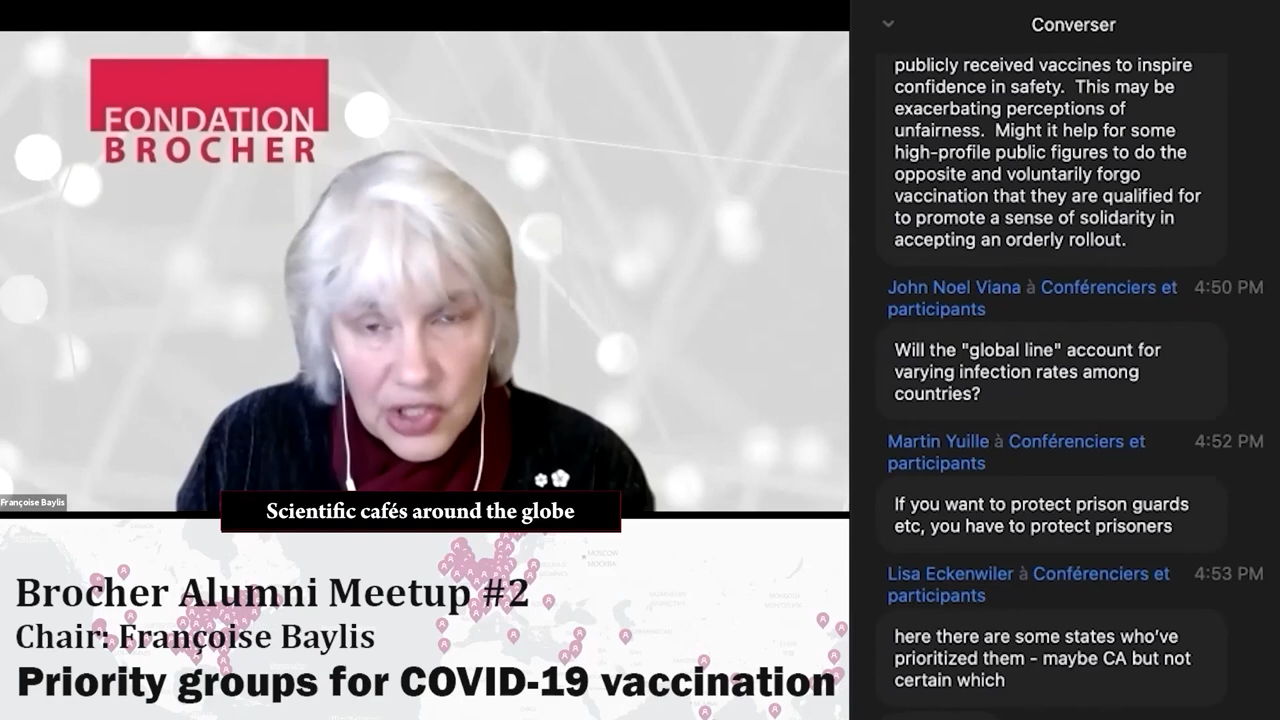 FONDATION
BROCHER
Françoise Baylis
Scientific cafés around the globe
MOSCOW
МОСКВА
Brocher Alumni Meetup #2
Chair: Françoise Baylis
Priority groups for COVID-19 vaccination
Converser
publicly received vaccines to inspire
confidence in safety. This may be
exacerbating perceptions of
unfairness. Might it help for some
high-profile public figures to do the
opposite and voluntarily forgo
vaccination that they are qualified for
to promote a sense of solidarity in
accepting an orderly rollout.
John Noel Viana à Conférenciers et 4:50 PM
participants
Will the "global line" account for
varying infection rates among
countries?
Martin Yuille à Conférenciers et 4:52 PM
participants
If you want to protect prison guards
etc, you have to protect prisoners
Lisa Eckenwiler à Conférenciers et 4:53 PM
participants
here there are some states who've
prioritized them - maybe CA but not
certain which